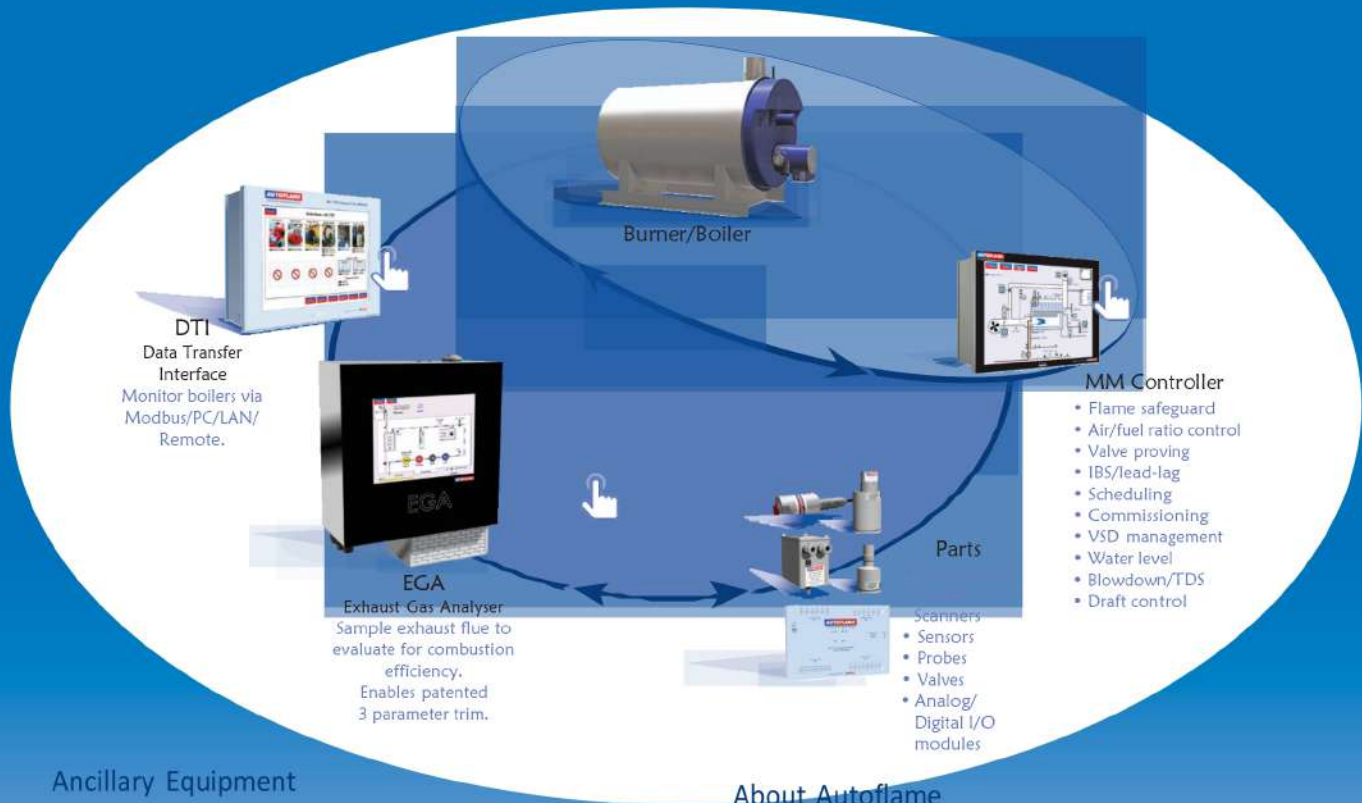 Burner/Boiler
AUTOFLAME
DTI
Data Transfer
Interface
Monitor boilers via
Modbus/PC/LAN/
Remote.
AUTOFLAME
MM Controller
• Flame safeguard
• Air/fuel ratio control
• Valve proving
• IBS/lead-lag
• Scheduling
• Commissioning
• VSD management
• Water level
• Blowdown/TDS
• Draft control
EGA
EGA
Exhaust Gas Analyser
Sample exhaust flue to
evaluate for combustion
efficiency.
Enables patented
3 parameter trim.
Parts
AUTOFLAME
Scanners
• Sensors
• Probes
• Valves
• Analog/
Digital I/O
modules
Ancillary Equipment
About Autoflame